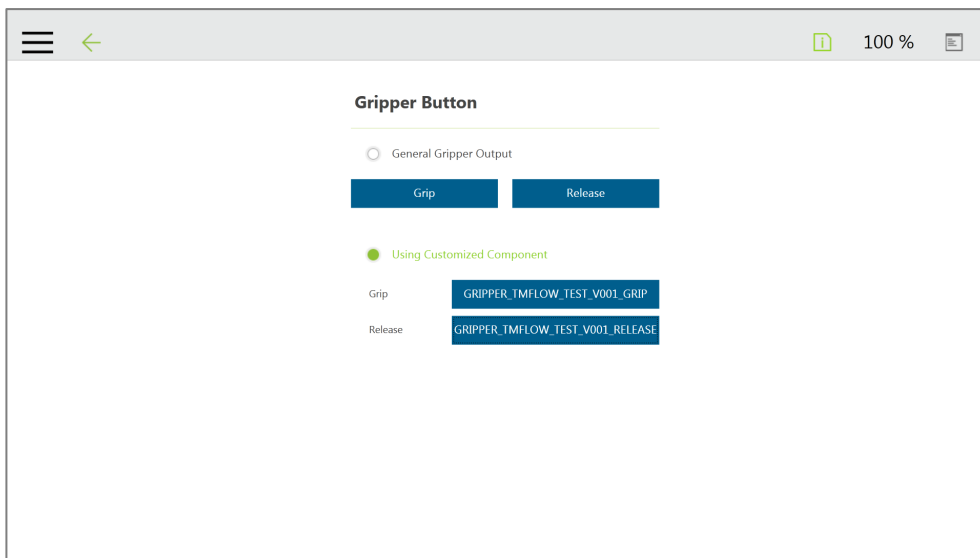 100 %
Gripper Button
General Gripper Output
Grip Release
Using Customized Component
Grip GRIPPER_TMFLOW_TEST_V001_GRIP
Release GRIPPER_TMFLOW_TEST_V001_RELEASE